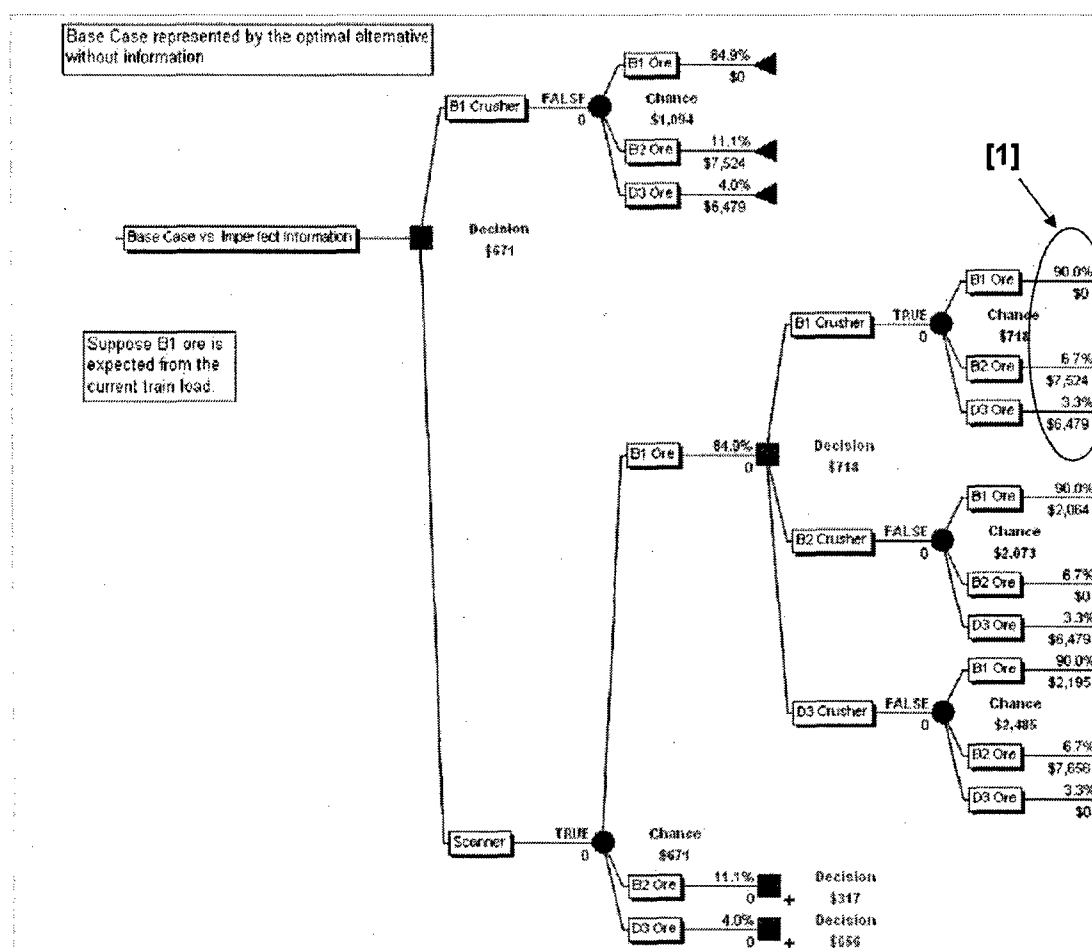 Base Case represented by the optimal alternative
without information
B1 Ore
84.9%
$0
B1 Crusher
FALSE
0
Chance
$1,094
B2 Ore
11.1%
$7,524
D3 Ore
4.0%
$6,479
[1]
Base Case vs. Imperfect Information
Decision
$671
B1 Ore
90.0%
$0
B1 Crusher
TRUE
0
Chance
$718
B2 Ore
6.7%
$7,524
D3 Ore
3.3%
$6,479
Suppose B1 ore is
expected from the
current train load.
B1 Ore
84.9%
0
Decision
$718
B1 Ore
90.0%
$2,064
B2 Crusher
FALSE
0
Chance
$2,073
B2 Ore
6.7%
$0
D3 Ore
3.3%
$6,479
B1 Ore
90.0%
$2,195
D3 Crusher
FALSE
0
Chance
$2,485
B2 Ore
6.7%
$7,656
D3 Ore
3.3%
$0
Scanner
TRUE
0
Chance
$671
B2 Ore
11.1%
0
+
Decision
$317
D3 Ore
4.0%
0
+
Decision